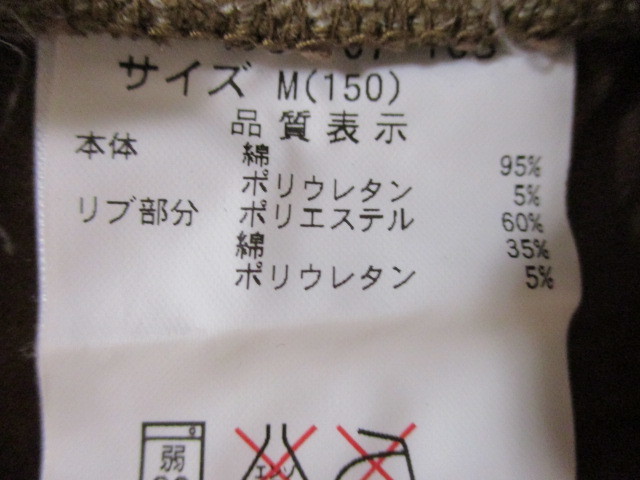 サイズ M(150)
品質表示
本体 綿 95%
ポリウレタン 5%
リブ部分 ポリエステル 60%
綿 35%
ポリウレタン 5%
弱